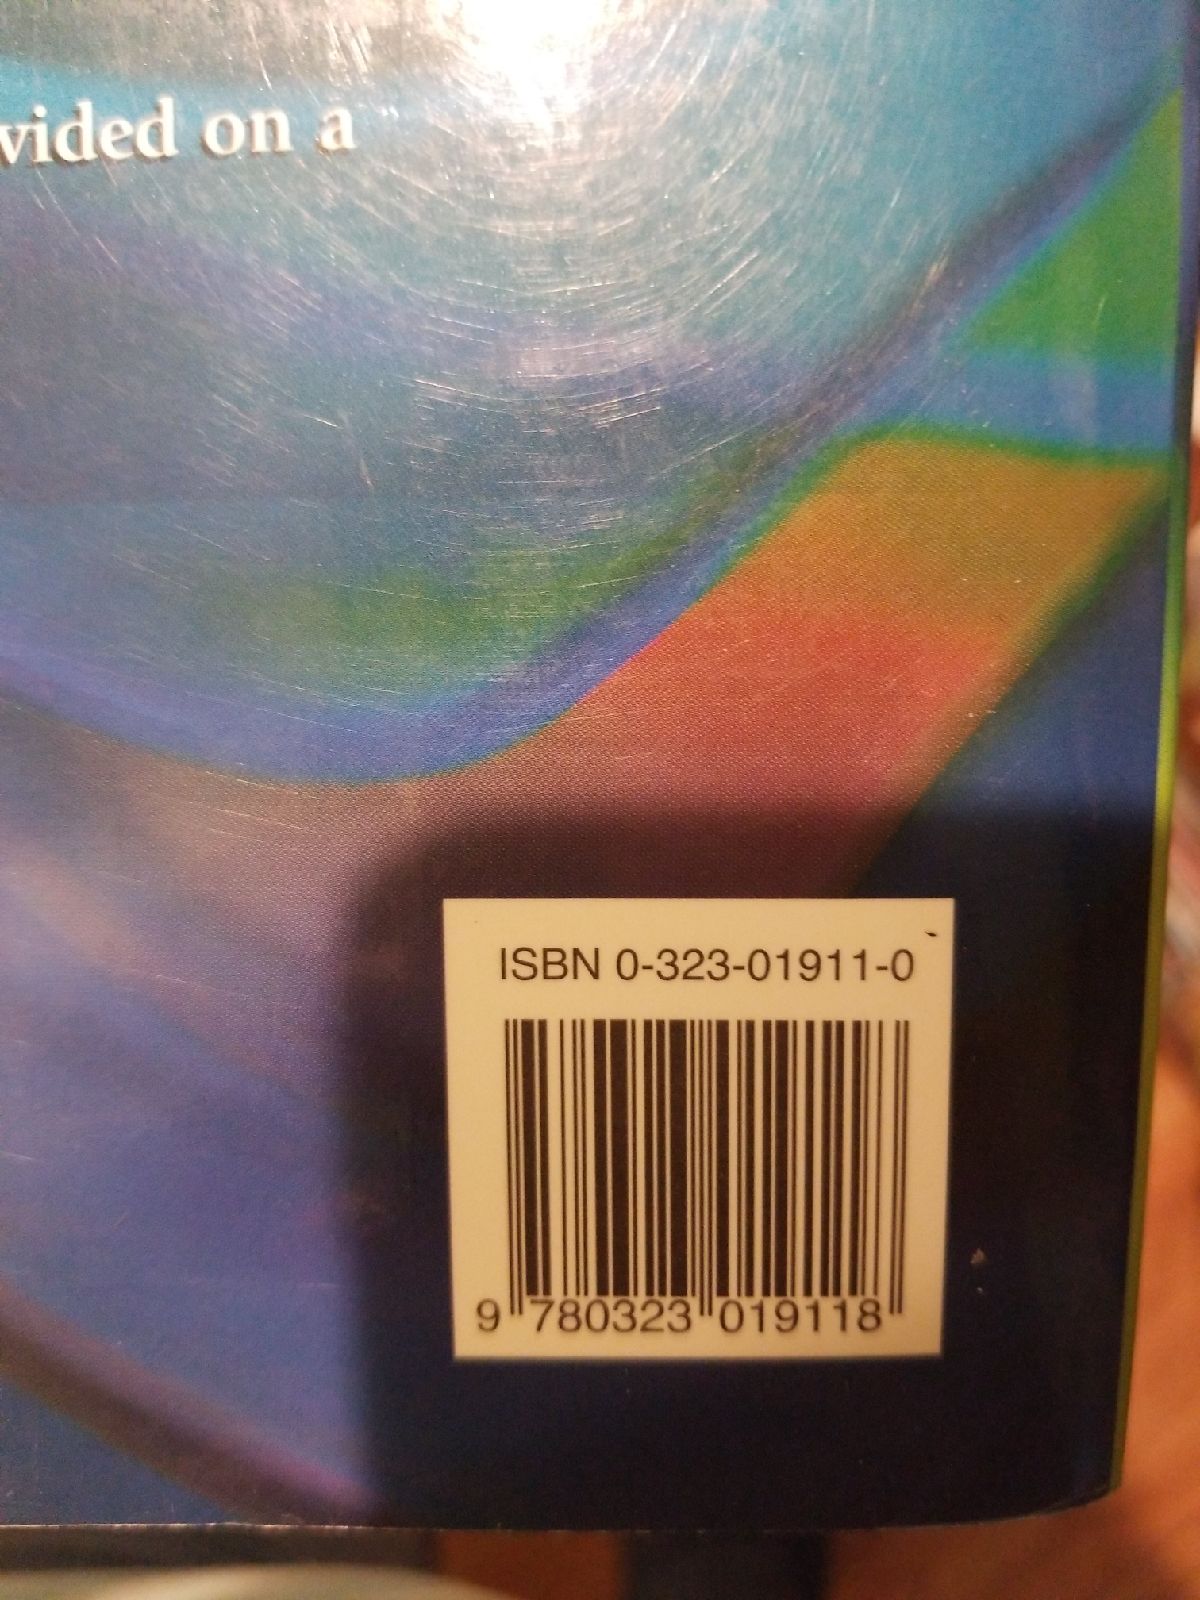 vided on a
ISBN 0-323-01911-0
9 780323 019118